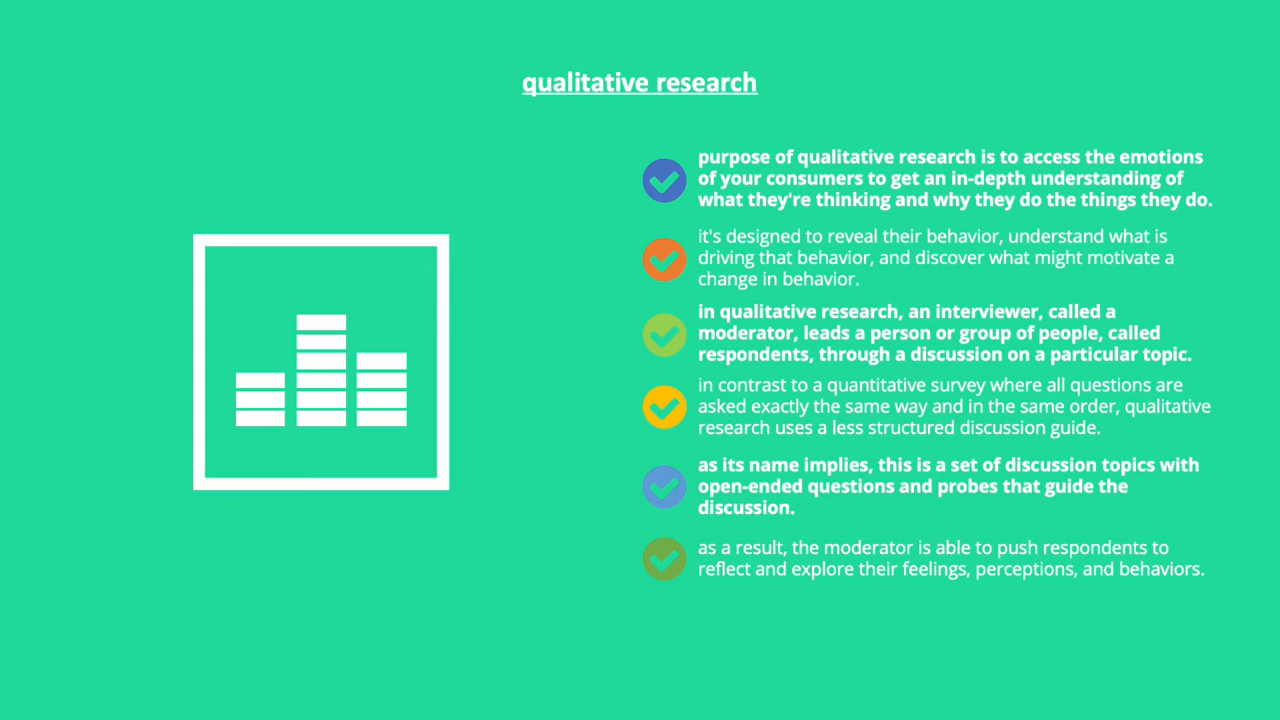 qualitative research
purpose of qualitative research is to access the emotions
of your consumers to get an in-depth understanding of
what they're thinking and why they do the things they do.
it's designed to reveal their behavior, understand what is
driving that behavior, and discover what might motivate a
change in behavior.
in qualitative research, an interviewer, called a
moderator, leads a person or group of people, called
respondents, through a discussion on a particular topic.
in contrast to a quantitative survey where all questions are
asked exactly the same way and in the same order, qualitative
research uses a less structured discussion guide.
as its name implies, this is a set of discussion topics with
open-ended questions and probes that guide the
discussion.
as a result, the moderator is able to push respondents to
reflect and explore their feelings, perceptions, and behaviors.